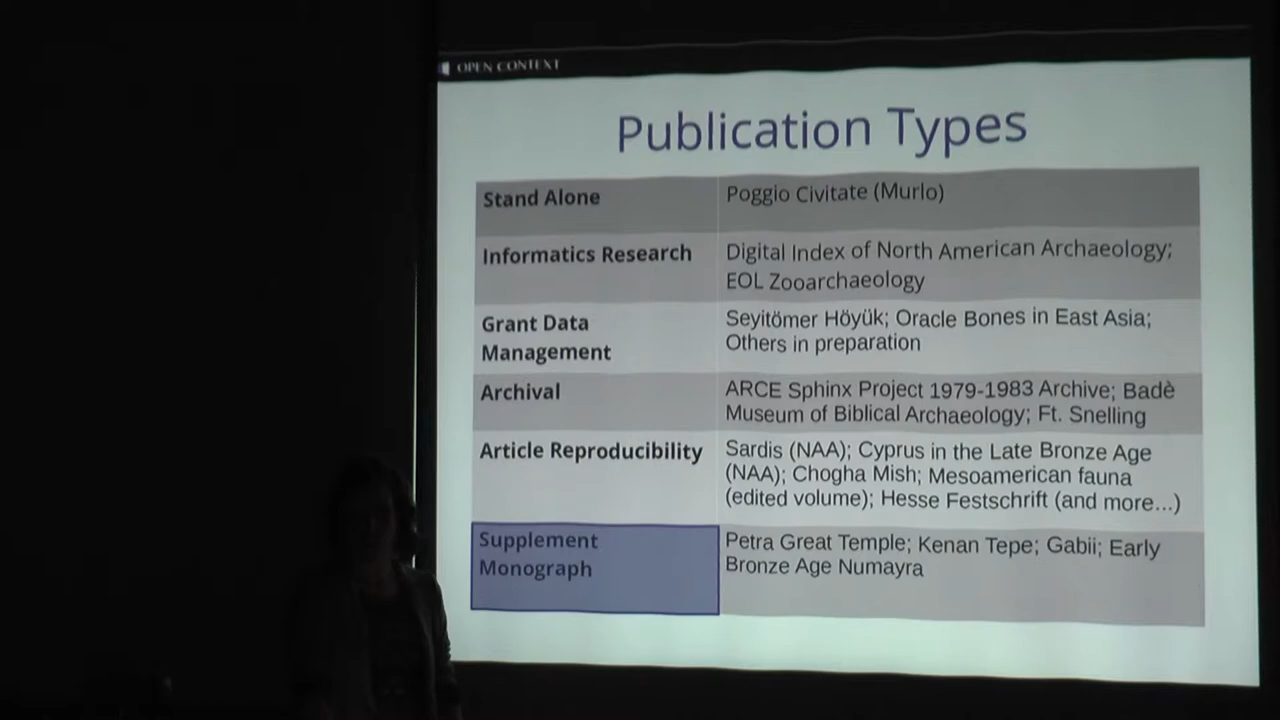 OPEN CONTEXT
Publication Types
Stand Alone
Poggio Civitate (Murlo)
Informatics Research
Digital Index of North American Archaeology;
EOL Zooarchaeology
Grant Data
Management
Seyitömer Höyük; Oracle Bones in East Asia;
Others in preparation
Archival
ARCE Sphinx Project 1979-1983 Archive; Badè
Museum of Biblical Archaeology; Ft. Snelling
Article Reproducibility
Sardis (NAA); Cyprus in the Late Bronze Age
(NAA); Chogha Mish; Mesoamerican fauna
(edited volume); Hesse Festschrift (and more...)
Supplement
Monograph
Petra Great Temple; Kenan Tepe; Gabii; Early
Bronze Age Numayra